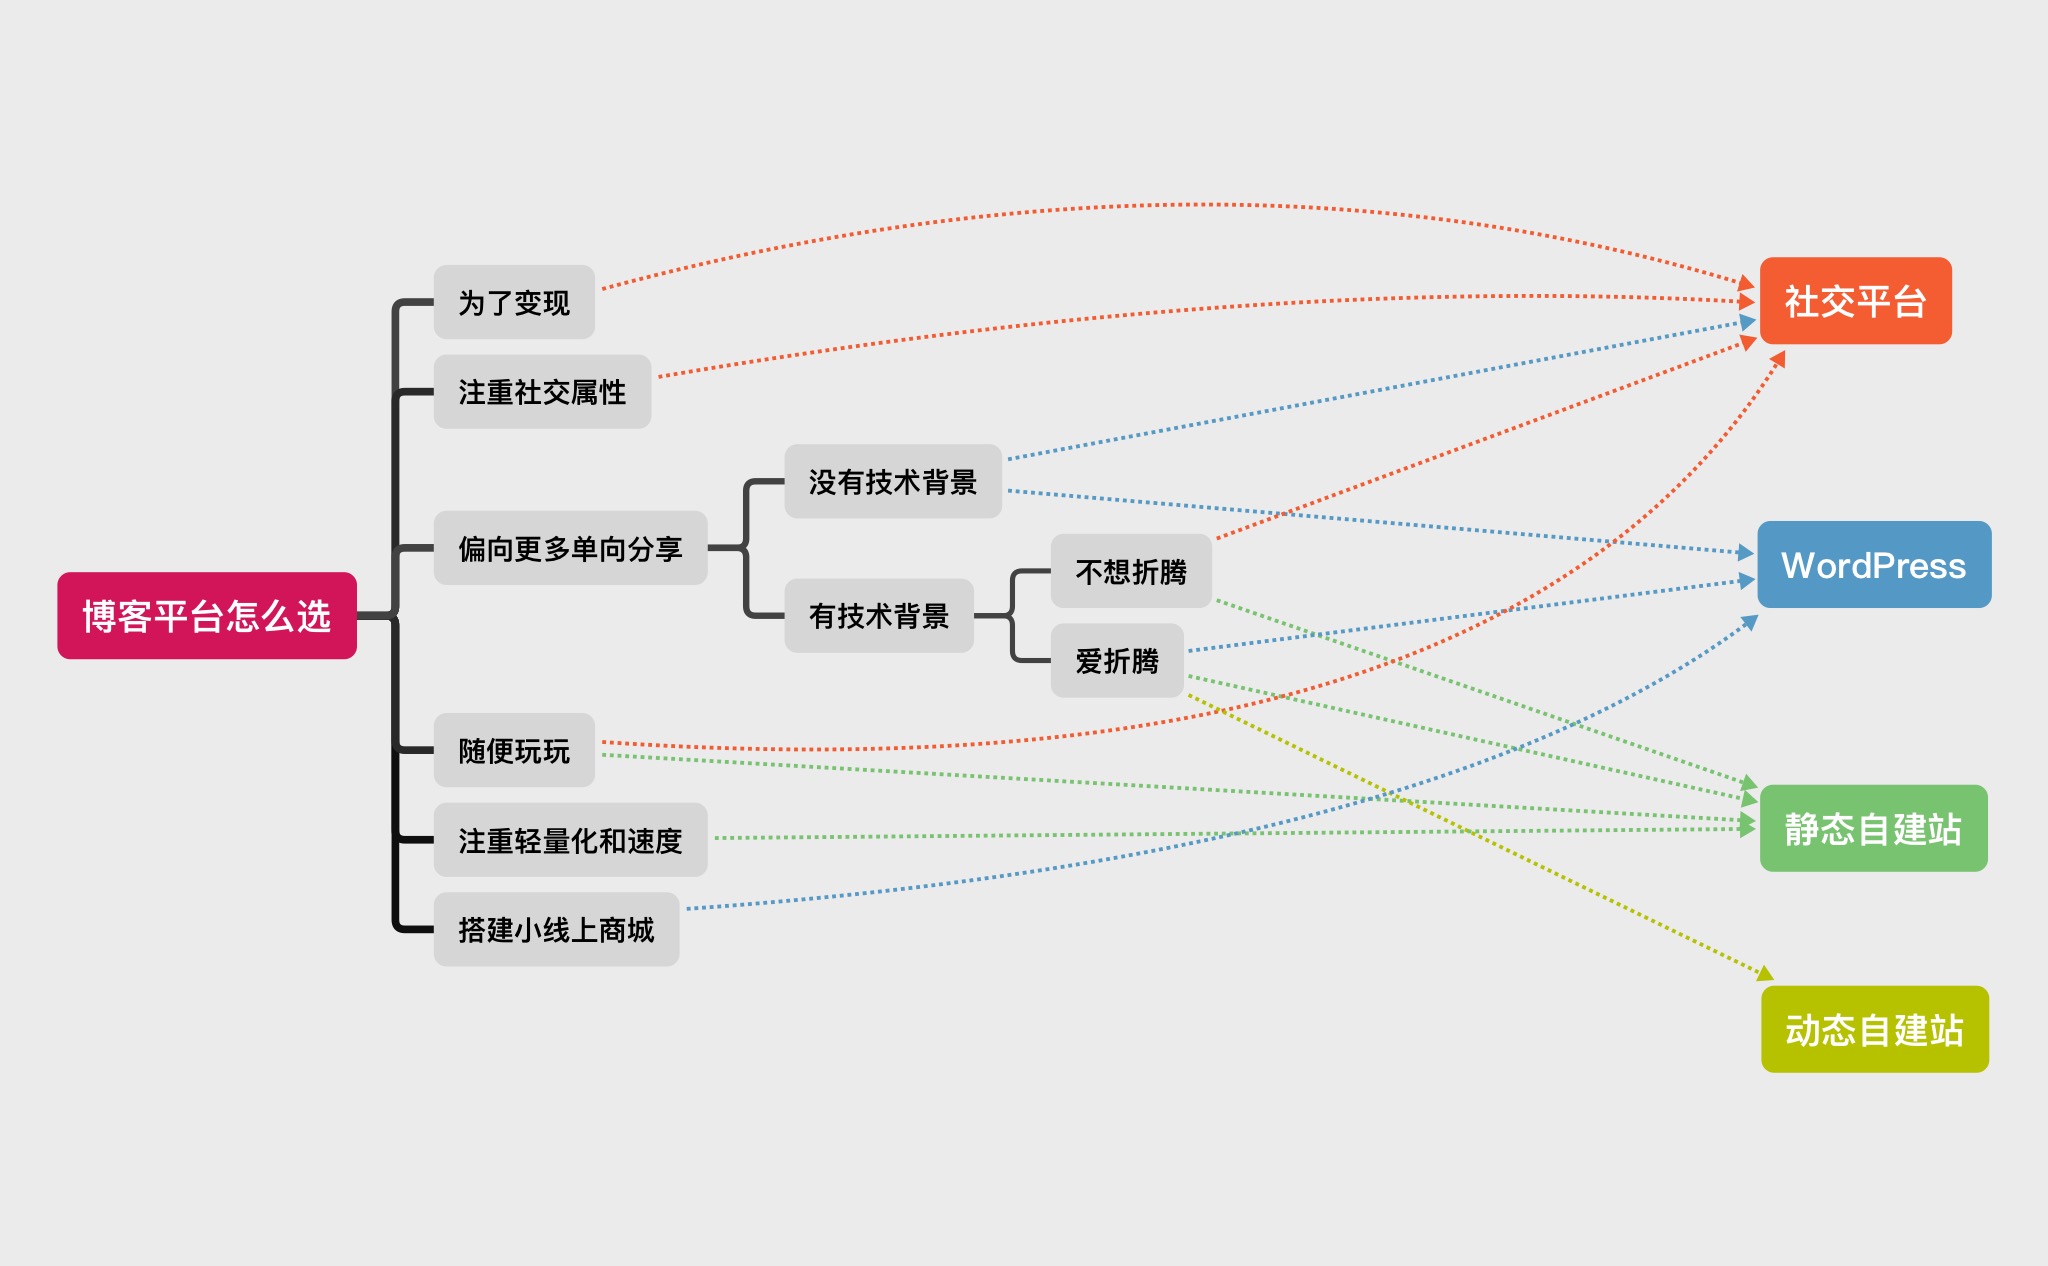 博客平台怎么选
为了变现
注重社交属性
偏向更多单向分享
没有技术背景
有技术背景
不想折腾
爱折腾
随便玩玩
注重轻量化和速度
搭建小线上商城
社交平台
WordPress
静态自建站
动态自建站